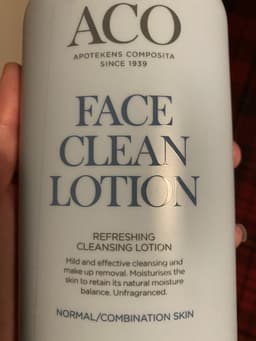 ACO
APOTEKENS COMPOSITA
SINCE 1939
FACE
CLEAN
LOTION
REFRESHING
CLEANSING LOTION
Mild and effective cleansing and
make up removal. Moisturises the
skin to retain its natural moisture
balance. Unfragranced.
NORMAL/COMBINATION SKIN